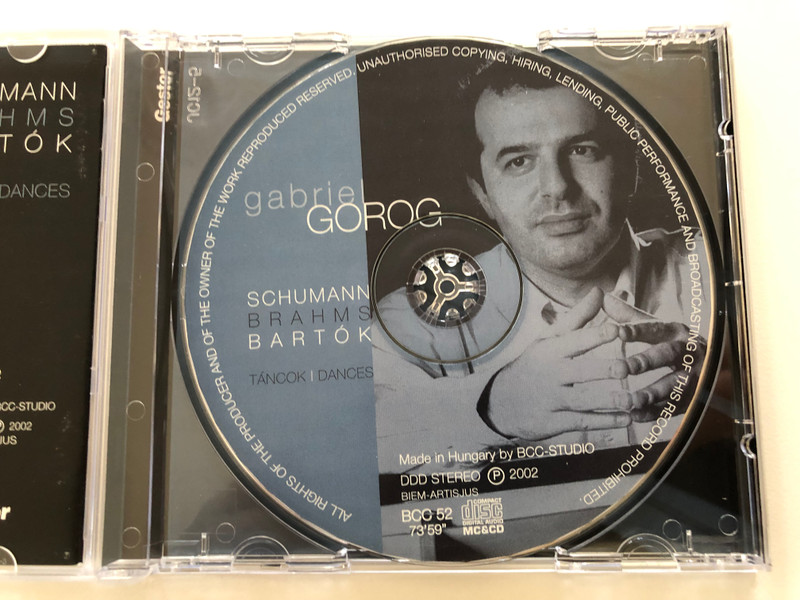 MANN
HMS
TÓK
DANCES
BCC-STUDIO
℗ 2002
JUS
Gestor
ALL RIGHTS OF THE PRODUCER AND OF THE OWNER OF THE WORK REPRODUCED RESERVED, UNAUTHORISED COPYING, HIRING, LENDING, PUBLIC PERFORMANCE AND BROADCASTING OF THIS RECORD PROHIBITED.
gabriel
GOROG
SCHUMANN
BRAHMS
BARTÓK
TÁNCOK | DANCES
Made in Hungary by BCC-STUDIO
DDD STEREO ℗ 2002
BIEM-ARTISJUS
BCC 52
73'59"
COMPACT
disc
DIGITAL AUDIO
MC&CD